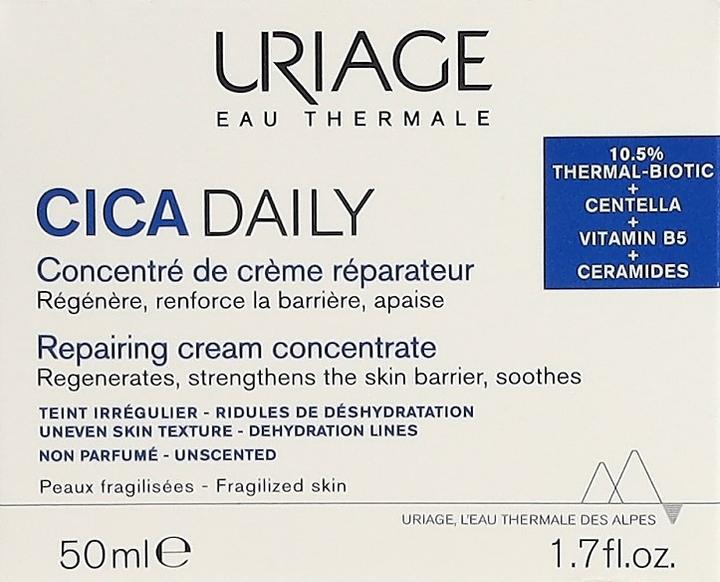 URIAGE
EAU THERMALE
10.5%
THERMAL-BIOTIC
+
CENTELLA
+
VITAMIN B5
+
CERAMIDES
CICA DAILY
Concentré de crème réparateur
Régénère, renforce la barrière, apaise
Repairing cream concentrate
Regenerates, strengthens the skin barrier, soothes
TEINT IRRÉGULIER - RIDULES DE DÉSHYDRATATION
UNEVEN SKIN TEXTURE - DEHYDRATION LINES
NON PARFUMÉ - UNSCENTED
Peaux fragilisées - Fragilized skin
URIAGE, L'EAU THERMALE DES ALPES
50ml℮ 1.7fl.oz.